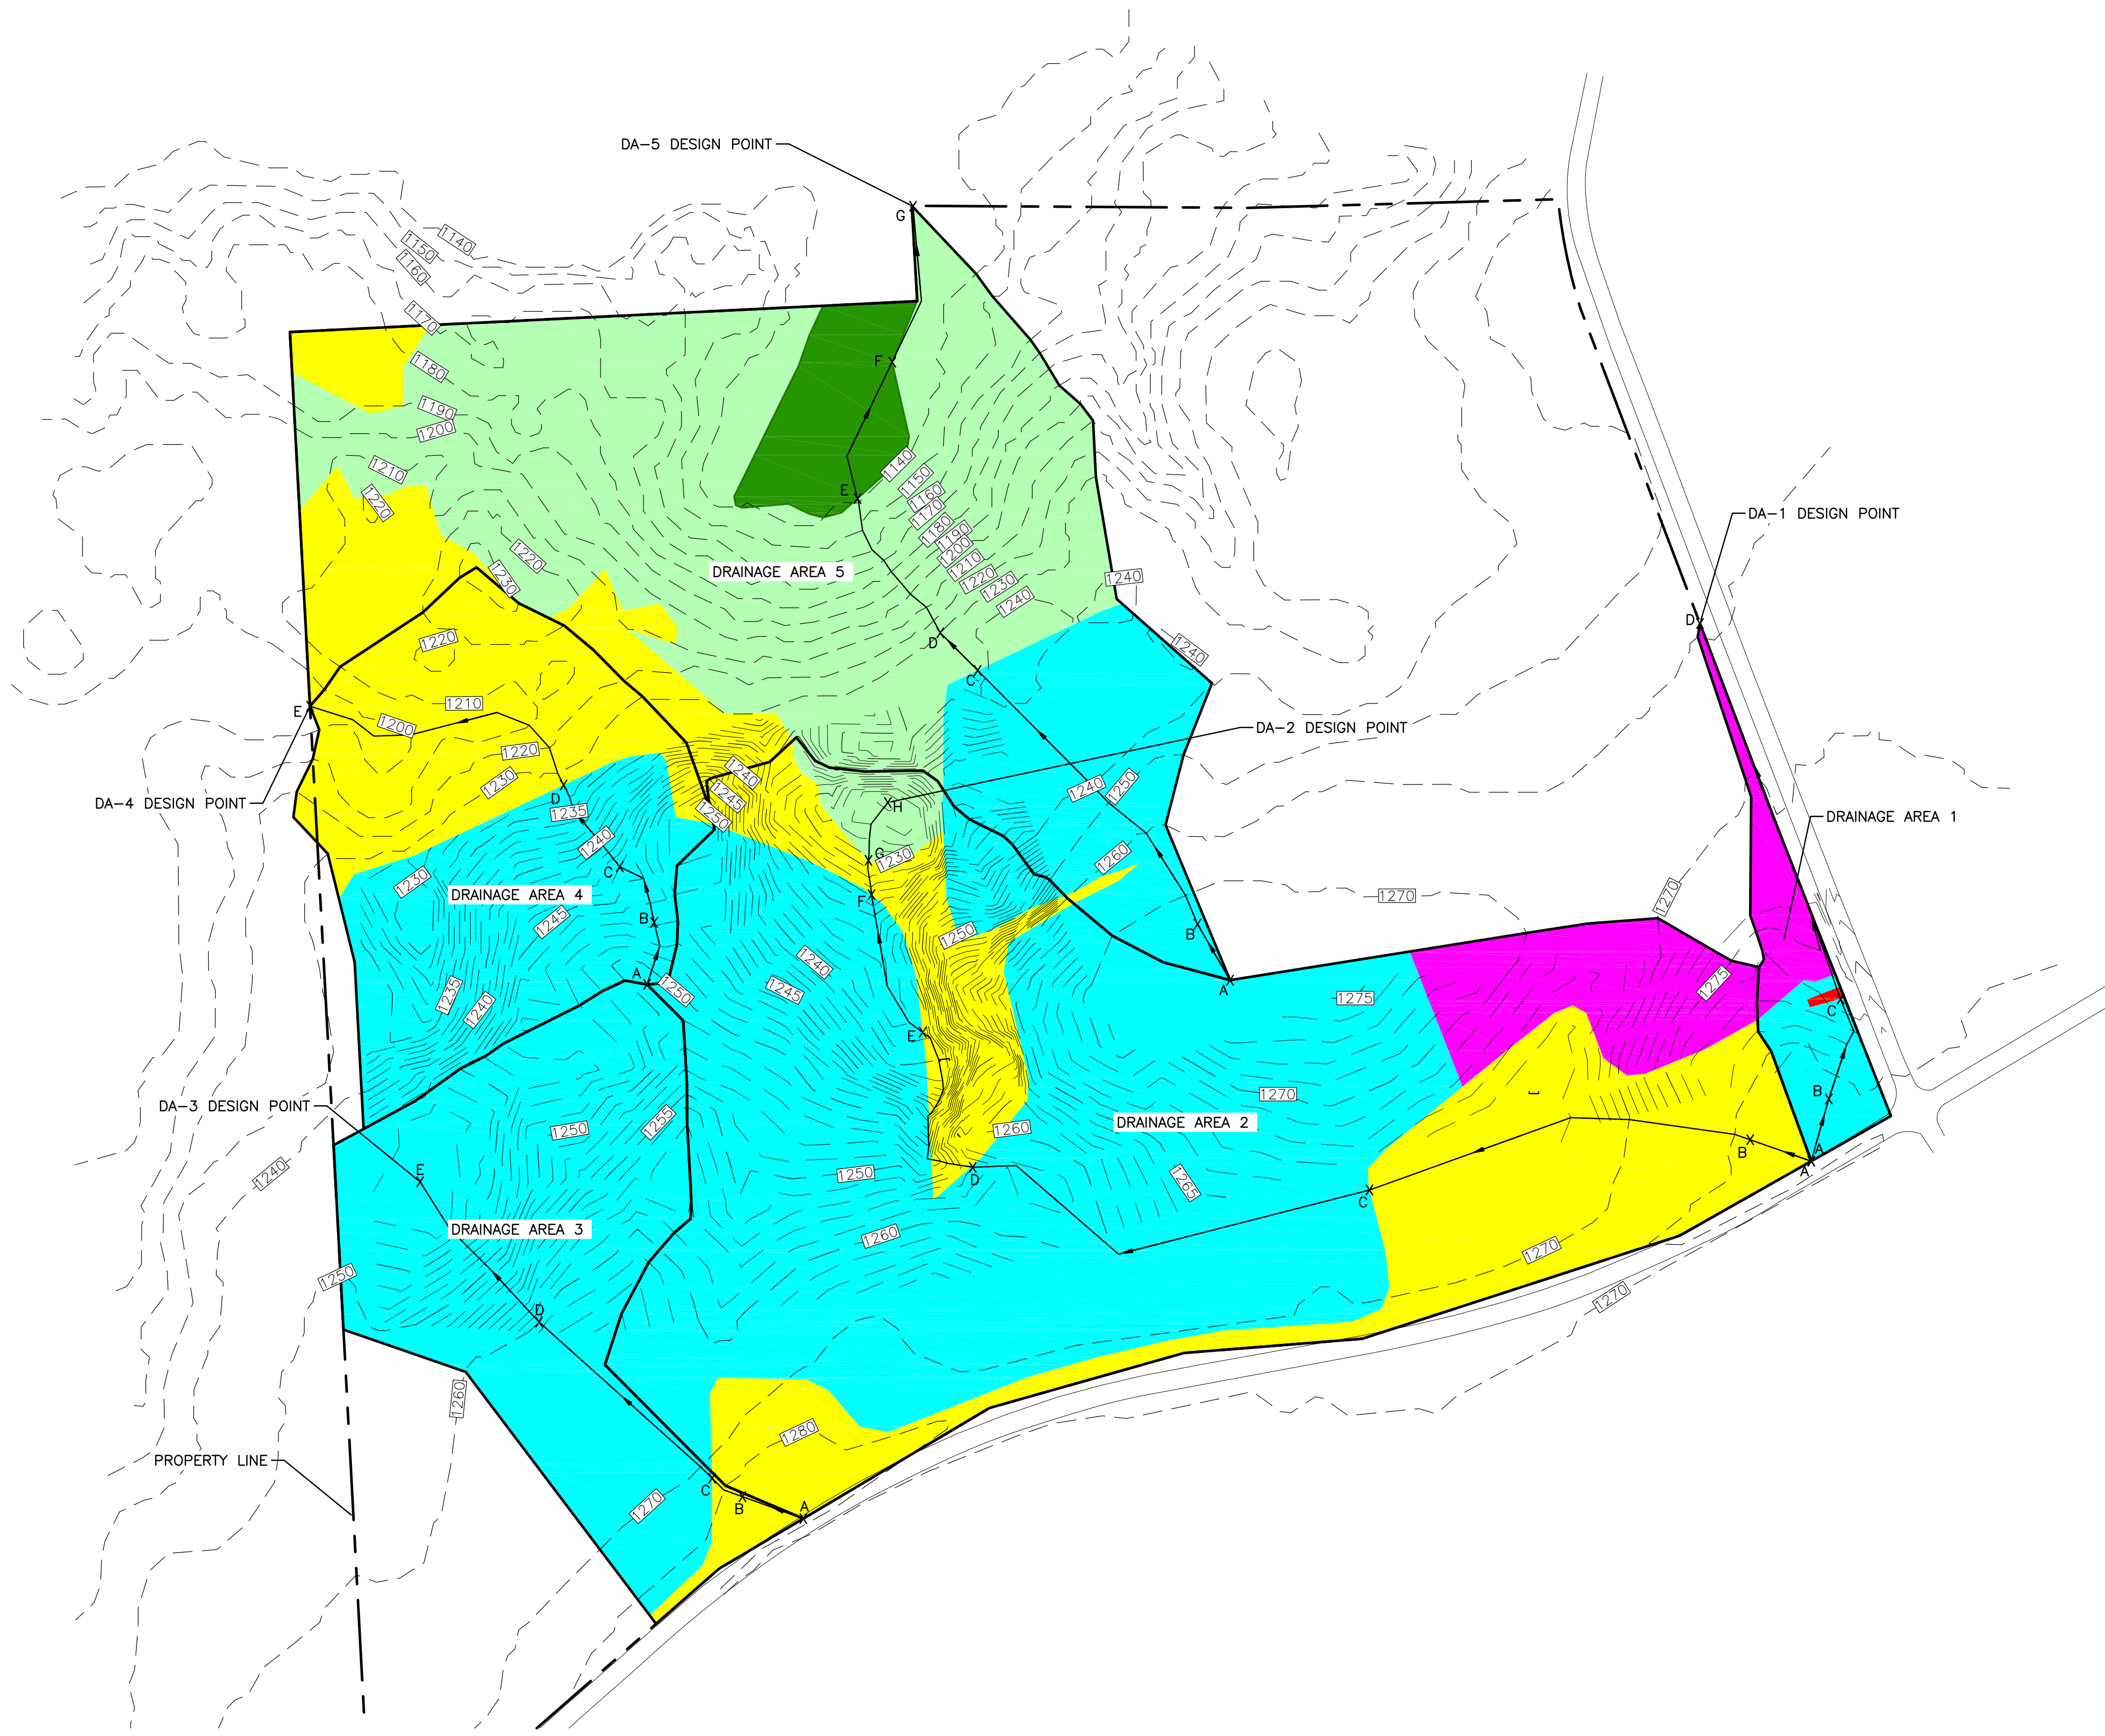 DA-5 DESIGN POINT
G
1140
1150
1160
1170
1180
1190
1200
1210
1220
F
1140
1150
1160
1170
1180
1190
1200
1210
1220
1230
1240
E
DA-1 DESIGN POINT
1220
1230
DRAINAGE AREA 5
1240
D
1220
D
1240
C
E
1210
1200
DA-2 DESIGN POINT
1220
1230
1240
1245
1250
1240
1250
DA-4 DESIGN POINT
D
1235
H
DRAINAGE AREA 1
1240
G
1230
1260
C
1230
DRAINAGE AREA 4
F
1270
1270
B
1245
1250
B
1240
A
1250
1245
A
1275
1275
1235
1240
C
E
DA-3 DESIGN POINT
1250
1255
1270
B
DRAINAGE AREA 2
1260
B
E
1240
1250
D
1265
A
A
C
DRAINAGE AREA 3
1260
1270
1250
1270
D
1260
1280
PROPERTY LINE
C
B
A
1270